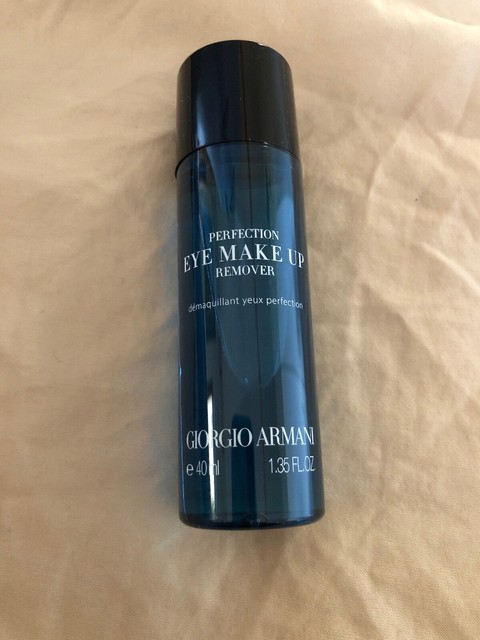 PERFECTION
EYE MAKE UP
REMOVER
démaquillant yeux perfection
GIORGIO ARMANI
℮ 40 ml 1.35 FL.OZ